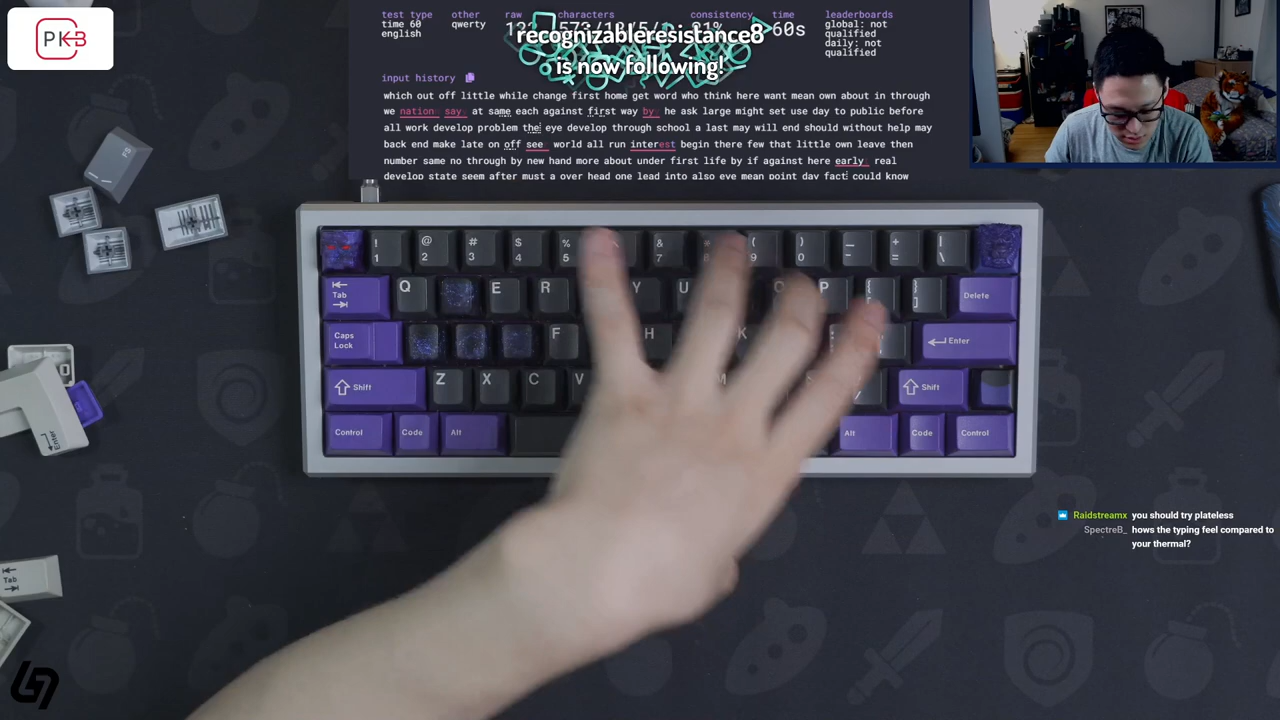 PKB
test type
time 60
english
other
qwerty
raw
characters
consistency
time
60s
leaderboards
global: not
qualified
daily: not
qualified
recognizableresistance8
is now following!
input history
which out off little while change first home get word who think here want mean own about in through
we nation say at same each against first way by he ask large might set use day to public before
all work develop problem the eye develop through school a last may will end should without help may
back end make late on off see world all run interest begin there few that little own leave then
number same no through by new hand more about under first life by if against here early real
develop state seem after must a over head one lead into also eye mean point day fact could know
! 1 @ 2 # 3 $ 4 % 5 & 7 * 8 ( 9 ) 0 _ - + = | \
Tab Q E R Y U O P { [ } ] Delete
Caps Lock F H K Enter
Shift Z X C V M Shift
Control Code Alt Alt Code Control
Enter
Tab
Raidstreamx you should try plateless
SpectreB_ hows the typing feel compared to
your thermal?